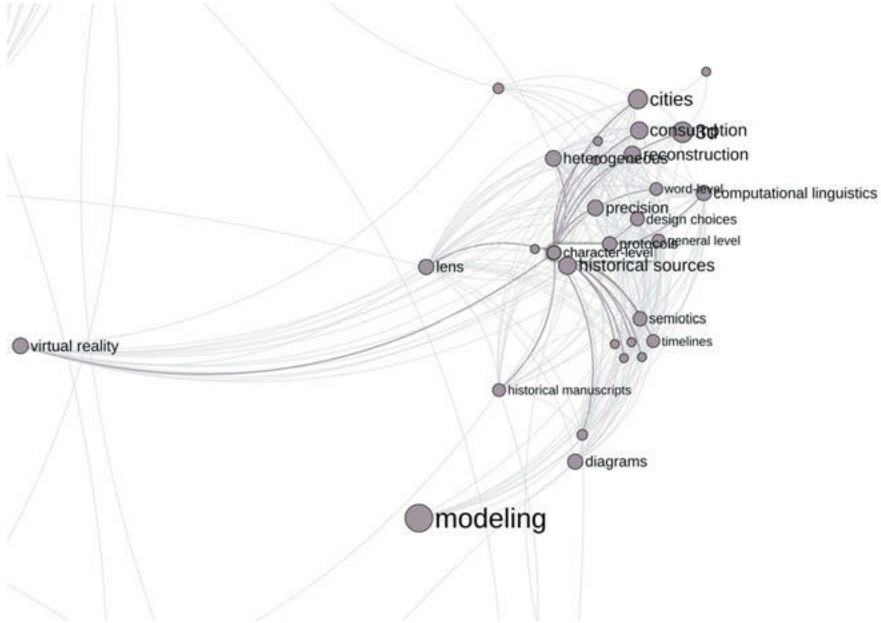 cities
consumption
3d
heterogeneous
reconstruction
word-level
computational linguistics
precision
design choices
protocols
general level
character-level
lens
historical sources
semiotics
timelines
virtual reality
historical manuscripts
diagrams
modeling